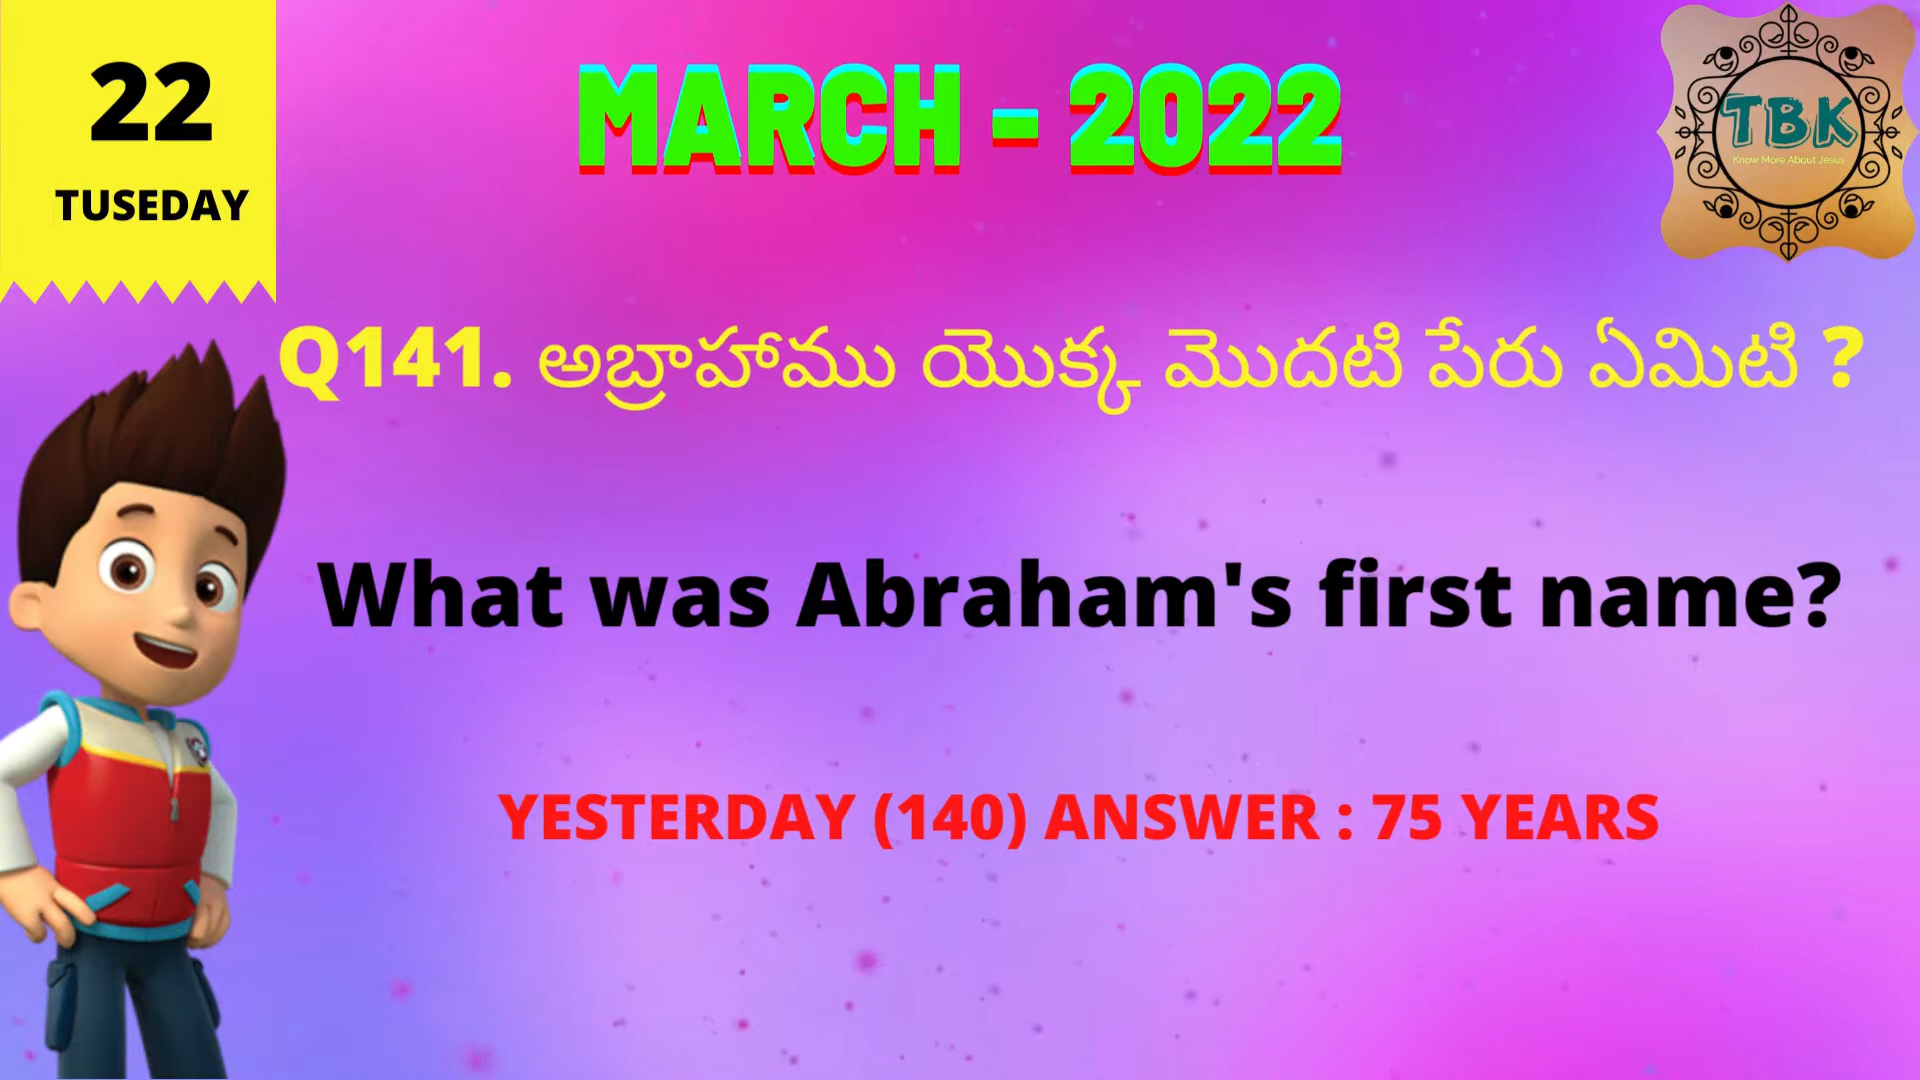 22
TUSEDAY
MARCH - 2022
TBK
Know More About Jesus
Q141. అబ్రాహాము యొక్క మొదటి పేరు ఏమిటి ?
What was Abraham's first name?
YESTERDAY (140) ANSWER : 75 YEARS